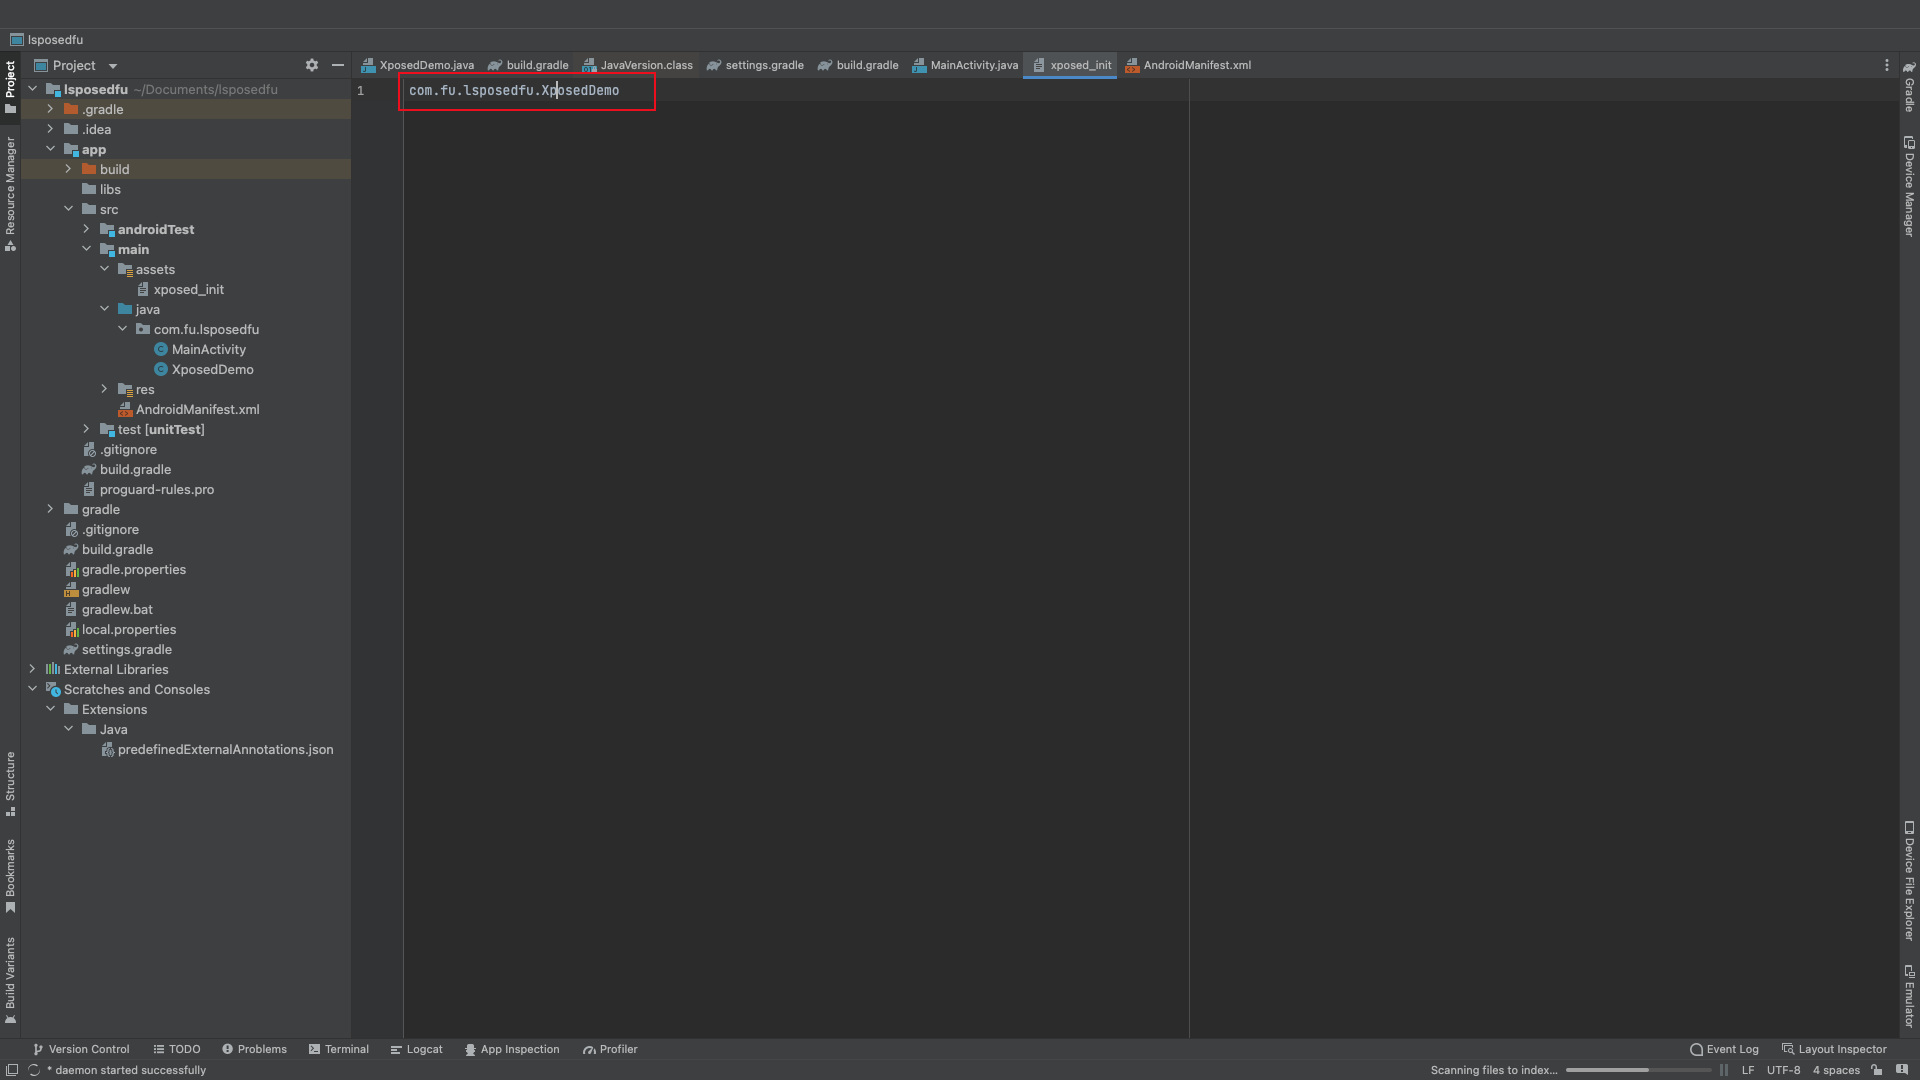 lsposedfu
Project
XposedDemo.java
build.gradle
JavaVersion.class
settings.gradle
build.gradle
MainActivity.java
xposed_init
AndroidManifest.xml
Project
Resource Manager
Structure
Bookmarks
Build Variants
lsposedfu ~/Documents/lsposedfu
.gradle
.idea
app
build
libs
src
androidTest
main
assets
xposed_init
java
com.fu.lsposedfu
MainActivity
XposedDemo
res
AndroidManifest.xml
test [unitTest]
.gitignore
build.gradle
proguard-rules.pro
gradle
.gitignore
build.gradle
gradle.properties
gradlew
gradlew.bat
local.properties
settings.gradle
External Libraries
Scratches and Consoles
Extensions
Java
predefinedExternalAnnotations.json
1
com.fu.lsposedfu.XposedDemo
Gradle
Device Manager
Device File Explorer
Emulator
Version Control
TODO
Problems
Terminal
Logcat
App Inspection
Profiler
Event Log
Layout Inspector
* daemon started successfully
Scanning files to index...
LF
UTF-8
4 spaces